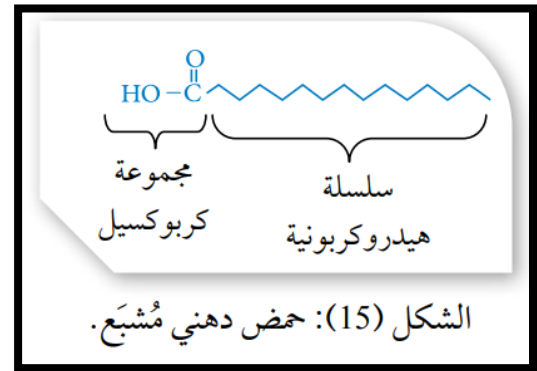 O
HO – C
مجموعة
كربوكسيل
سلسلة
هيدروكربونية
الشكل (15): حمض دهني مُشبَع.